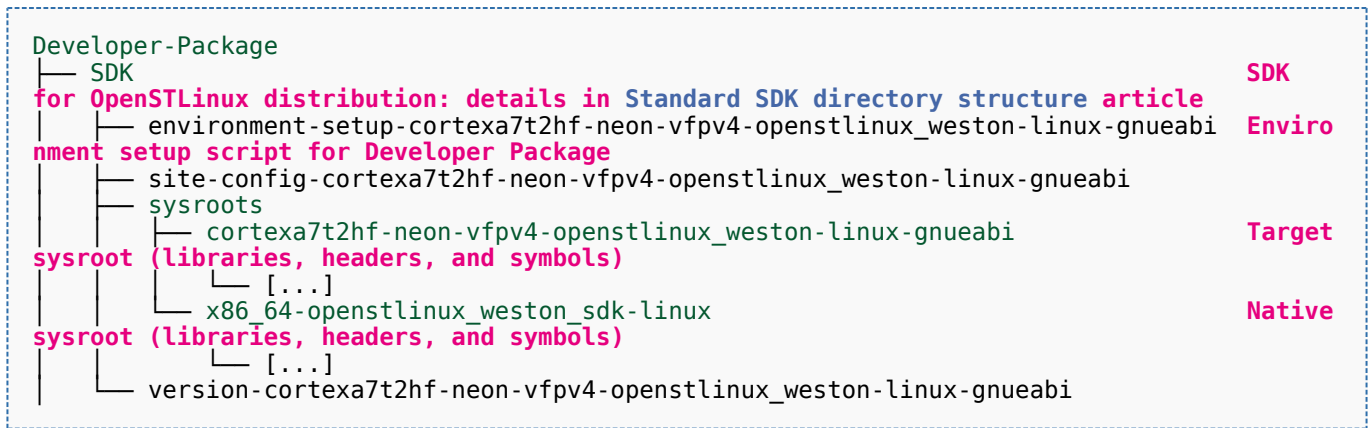 Developer-Package
├── SDK                                                                              SDK
for OpenSTLinux distribution: details in Standard SDK directory structure article
│   ├── environment-setup-cortexa7t2hf-neon-vfpv4-openstlinux_weston-linux-gnueabi  Enviro
nment setup script for Developer Package
│   ├── site-config-cortexa7t2hf-neon-vfpv4-openstlinux_weston-linux-gnueabi
│   ├── sysroots
│   │   ├── cortexa7t2hf-neon-vfpv4-openstlinux_weston-linux-gnueabi                Target
sysroot (libraries, headers, and symbols)
│   │   │   └── [...]
│   │   └── x86_64-openstlinux_weston_sdk-linux                                     Native
sysroot (libraries, headers, and symbols)
│   │       └── [...]
│   └── version-cortexa7t2hf-neon-vfpv4-openstlinux_weston-linux-gnueabi